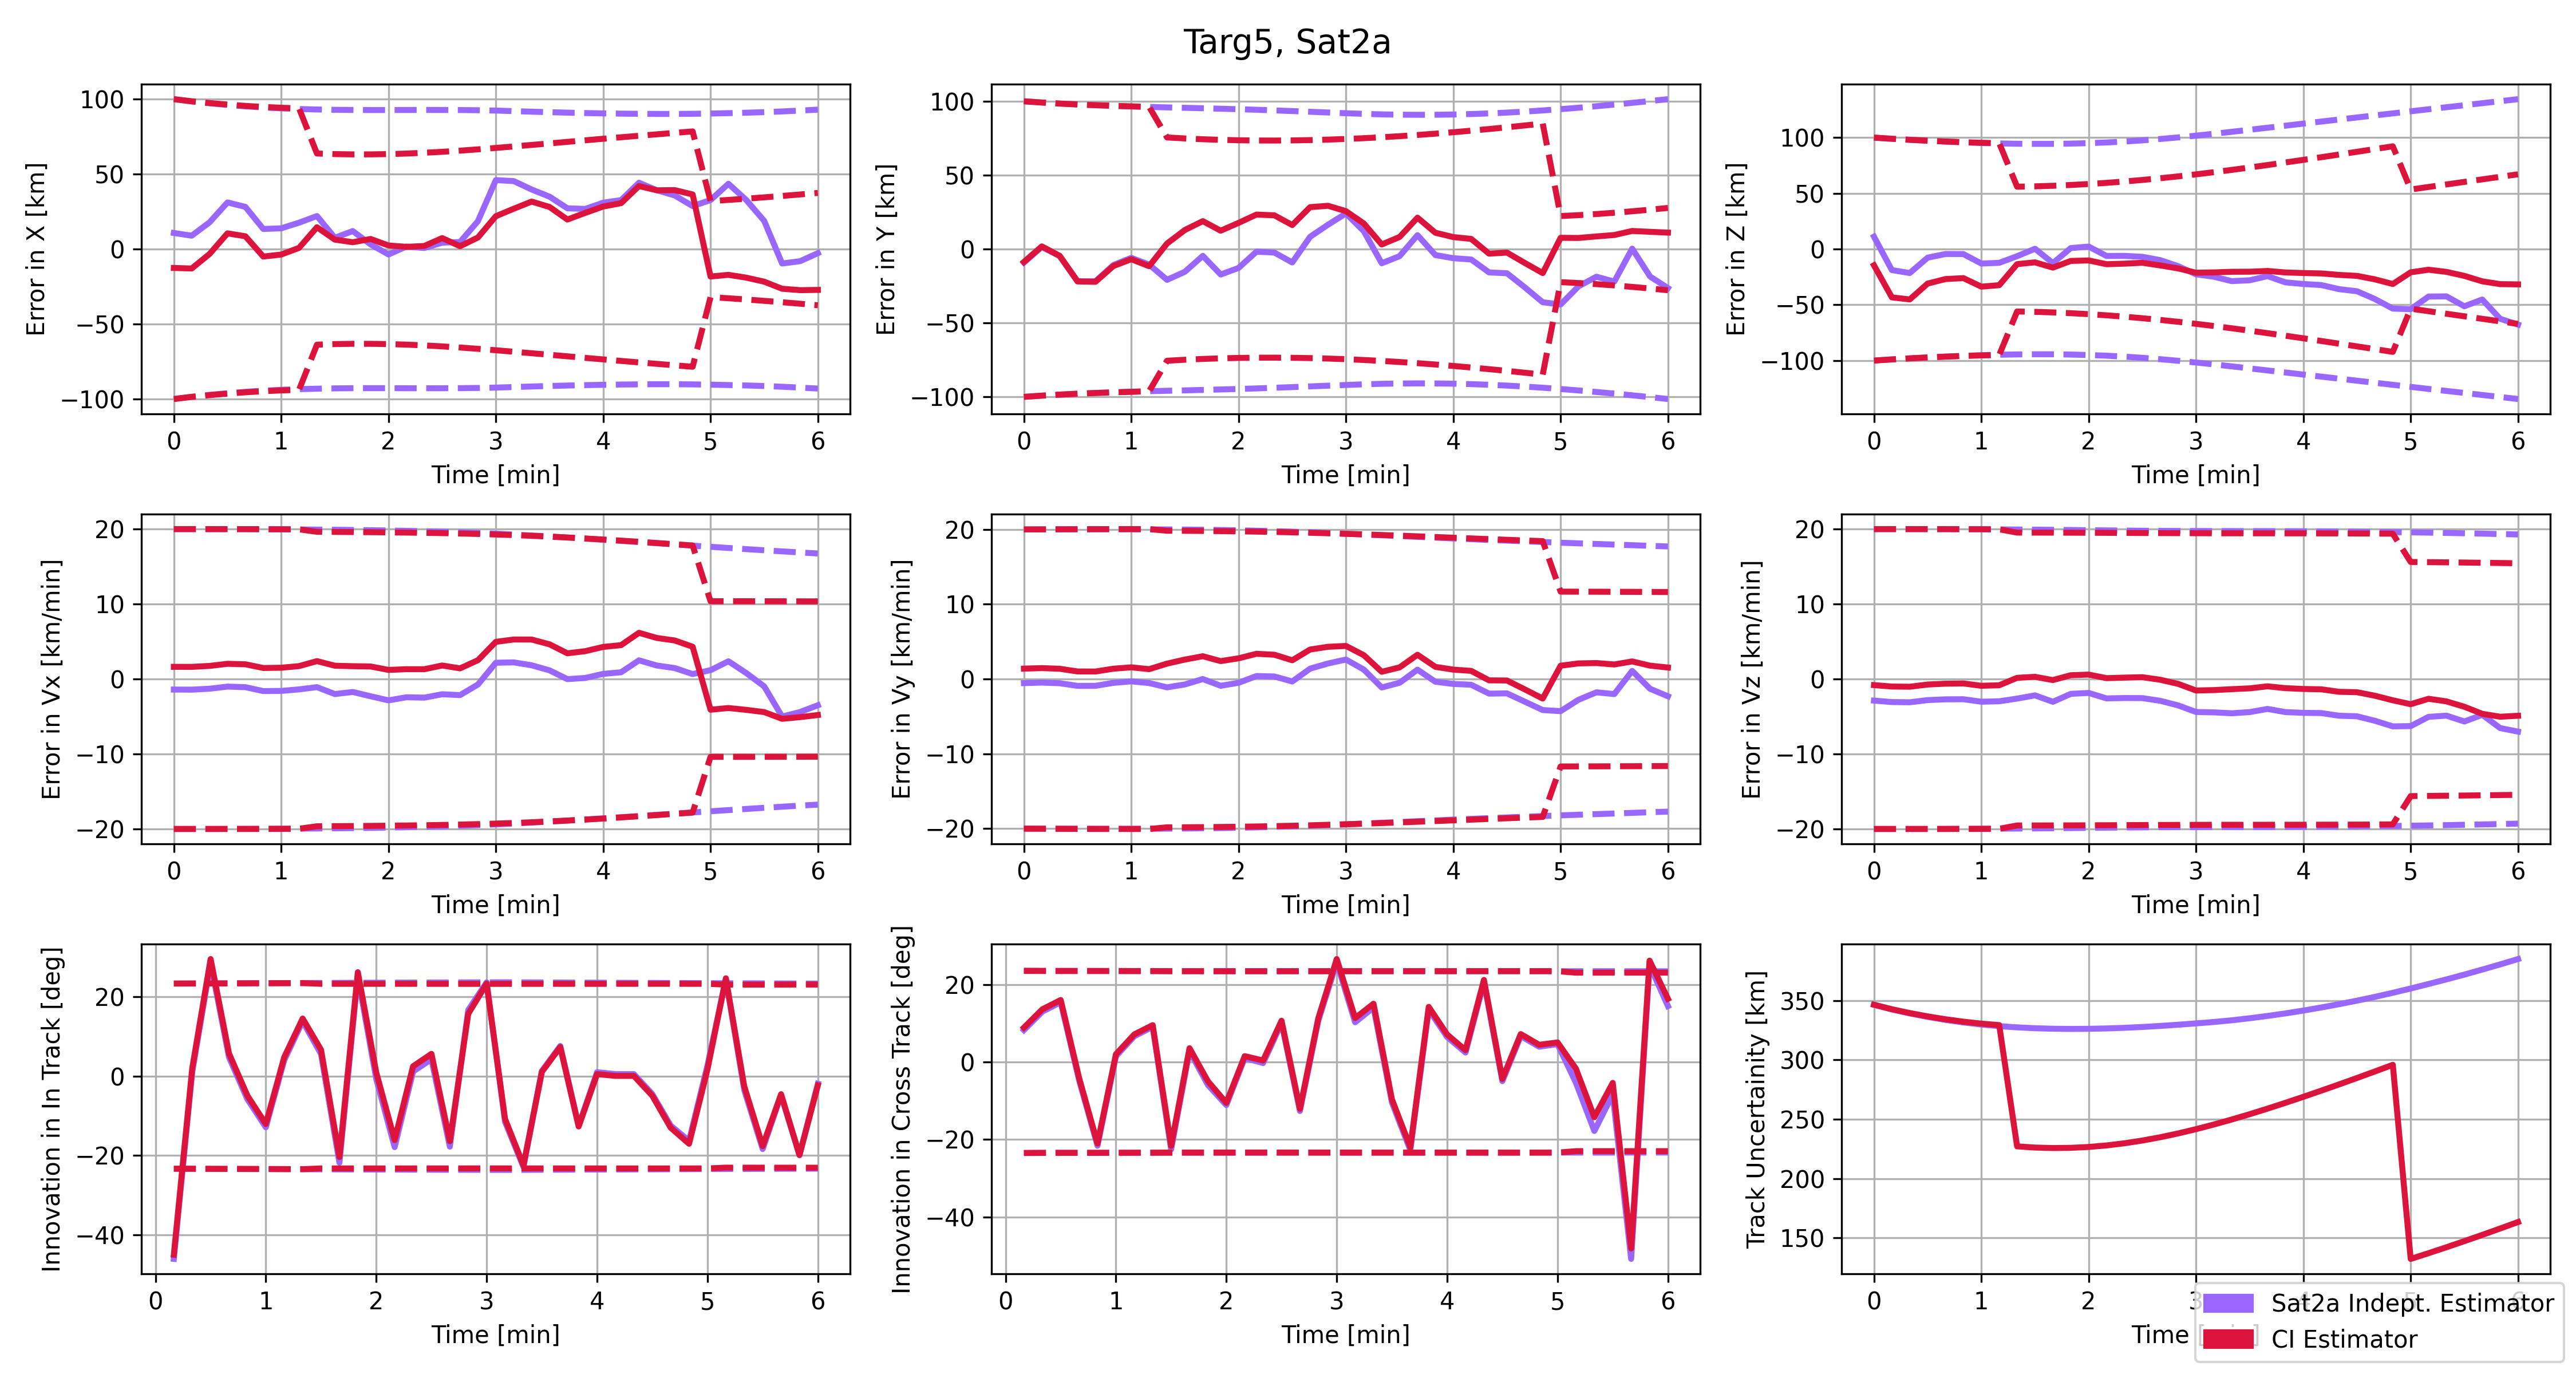 Targ5, Sat2a
Error in X [km]
100
50
0
−50
−100
0 1 2 3 4 5 6
Time [min]
Error in Y [km]
100
50
0
−50
−100
0 1 2 3 4 5 6
Time [min]
Error in Z [km]
100
50
0
−50
−100
0 1 2 3 4 5 6
Time [min]
Error in Vx [km/min]
20
10
0
−10
−20
0 1 2 3 4 5 6
Time [min]
Error in Vy [km/min]
20
10
0
−10
−20
0 1 2 3 4 5 6
Time [min]
Error in Vz [km/min]
20
10
0
−10
−20
0 1 2 3 4 5 6
Time [min]
Innovation in In Track [deg]
20
0
−20
−40
0 1 2 3 4 5 6
Time [min]
Innovation in Cross Track [deg]
20
0
−20
−40
0 1 2 3 4 5 6
Time [min]
Track Uncertainity [km]
350
300
250
200
150
0 1 2 3
Time
Sat2a Indept. Estimator
CI Estimator